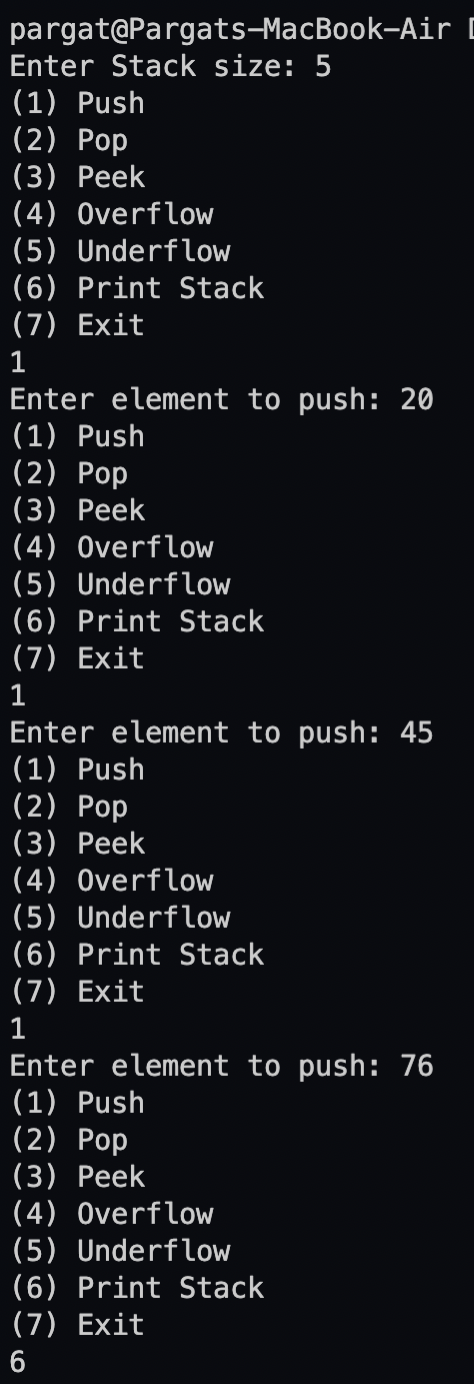 pargat@Pargats-MacBook-Air
Enter Stack size: 5
(1) Push
(2) Pop
(3) Peek
(4) Overflow
(5) Underflow
(6) Print Stack
(7) Exit
1
Enter element to push: 20
(1) Push
(2) Pop
(3) Peek
(4) Overflow
(5) Underflow
(6) Print Stack
(7) Exit
1
Enter element to push: 45
(1) Push
(2) Pop
(3) Peek
(4) Overflow
(5) Underflow
(6) Print Stack
(7) Exit
1
Enter element to push: 76
(1) Push
(2) Pop
(3) Peek
(4) Overflow
(5) Underflow
(6) Print Stack
(7) Exit
6